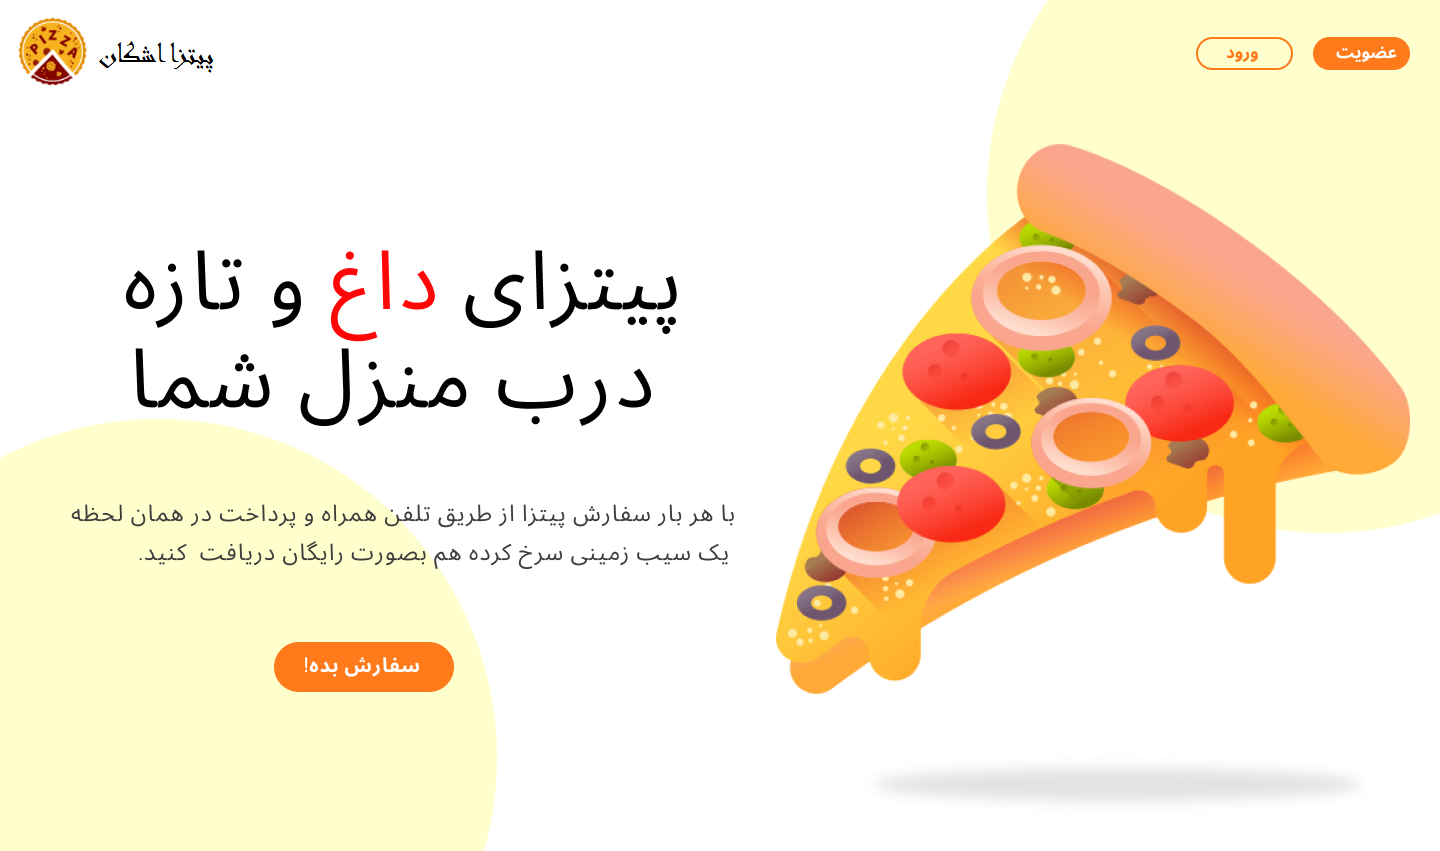 PIZZA
پیتزا اشکان
عضویت
ورود
پیتزای داغ و تازه
درب منزل شما
با هر بار سفارش پیتزا از طریق تلفن همراه و پرداخت در همان لحظه
یک سیب زمینی سرخ کرده هم بصورت رایگان دریافت کنید.
سفارش بده!